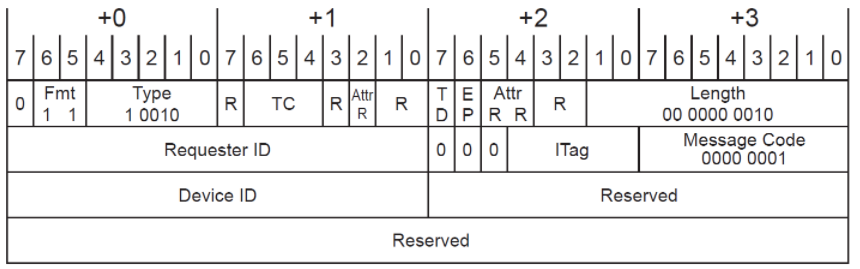 +0 +1 +2 +3
7 6 5 4 3 2 1 0 7 6 5 4 3 2 1 0 7 6 5 4 3 2 1 0 7 6 5 4 3 2 1 0
0 Fmt Type R TC R Attr R T E Attr R Length
1 1 1 0010 R D P R R 00 0000 0010
Requester ID 0 0 0 ITag Message Code
0000 0001
Device ID Reserved
Reserved